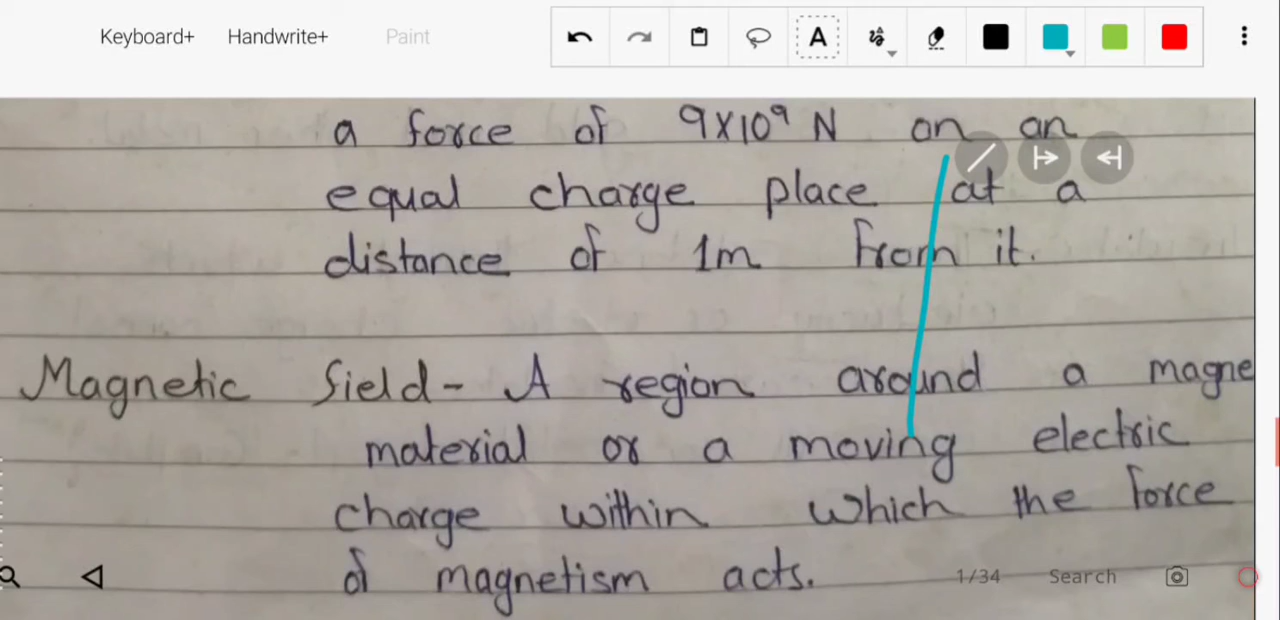 Keyboard+ Handwrite+ Paint
A
a force of 9x10⁹ N on an
equal charge place at a
distance of 1m from it.
Magnetic field - A region around a magne
material or a moving electric
charge within which the force
of magnetism acts.
1/34 Search